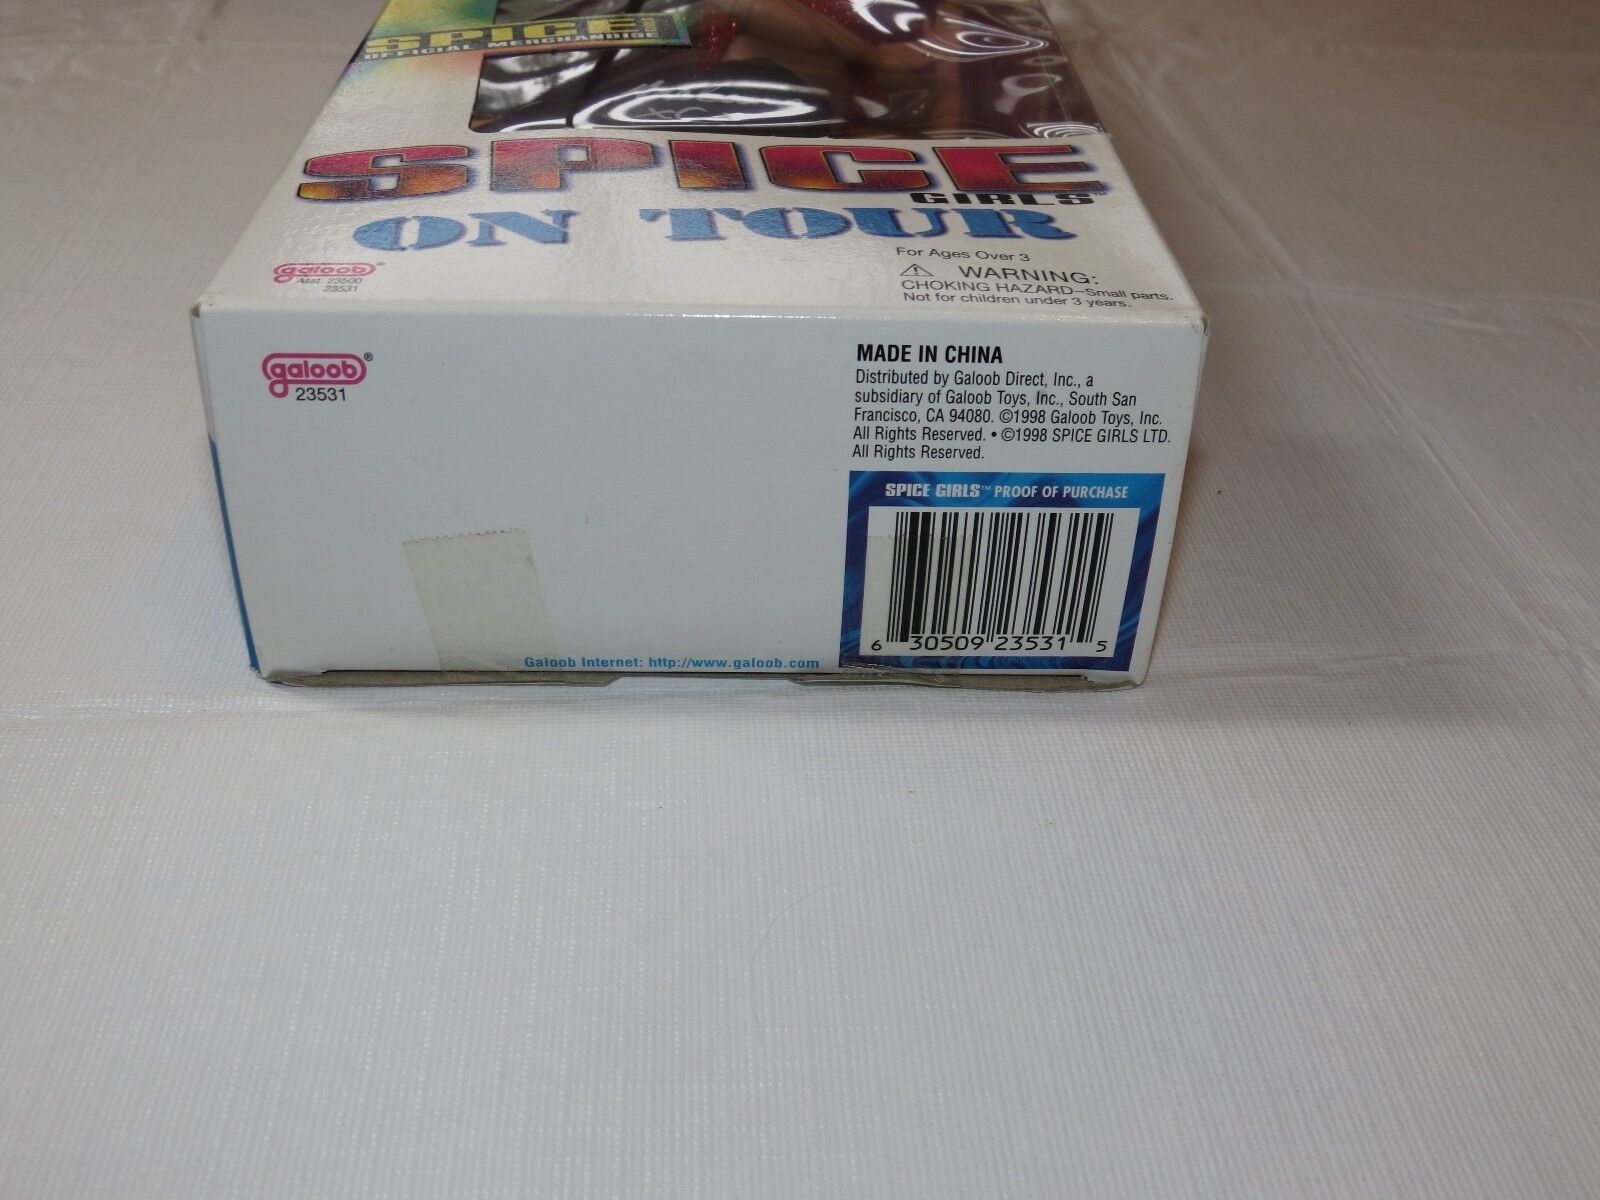 SPICE GIRLS
OFFICIAL MERCHANDISE
SPICE
GIRLS™
ON TOUR
For Ages Over 3
galoob®
Asst. 23500
23531
⚠ WARNING:
CHOKING HAZARD–Small parts.
Not for children under 3 years.
galoob®
23531
MADE IN CHINA
Distributed by Galoob Direct, Inc., a
subsidiary of Galoob Toys, Inc., South San
Francisco, CA 94080. ©1998 Galoob Toys, Inc.
All Rights Reserved. • ©1998 SPICE GIRLS LTD.
All Rights Reserved.
SPICE GIRLS™ PROOF OF PURCHASE
6 30509 23531 5
Galoob Internet: http://www.galoob.com